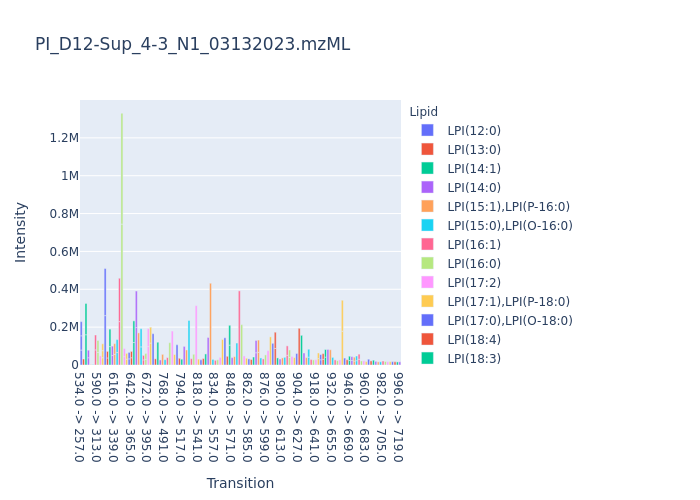 PI_D12-Sup_4-3_N1_03132023.mzML
Lipid
LPI(12:0)
LPI(13:0)
LPI(14:1)
LPI(14:0)
LPI(15:1),LPI(P-16:0)
LPI(15:0),LPI(O-16:0)
LPI(16:1)
LPI(16:0)
LPI(17:2)
LPI(17:1),LPI(P-18:0)
LPI(17:0),LPI(O-18:0)
LPI(18:4)
LPI(18:3)
Intensity
1.2M
1M
0.8M
0.6M
0.4M
0.2M
0
534.0 -> 257.0
590.0 -> 313.0
616.0 -> 339.0
642.0 -> 365.0
672.0 -> 395.0
768.0 -> 491.0
794.0 -> 517.0
818.0 -> 541.0
834.0 -> 557.0
848.0 -> 571.0
862.0 -> 585.0
876.0 -> 599.0
890.0 -> 613.0
904.0 -> 627.0
918.0 -> 641.0
932.0 -> 655.0
946.0 -> 669.0
960.0 -> 683.0
982.0 -> 705.0
996.0 -> 719.0
Transition